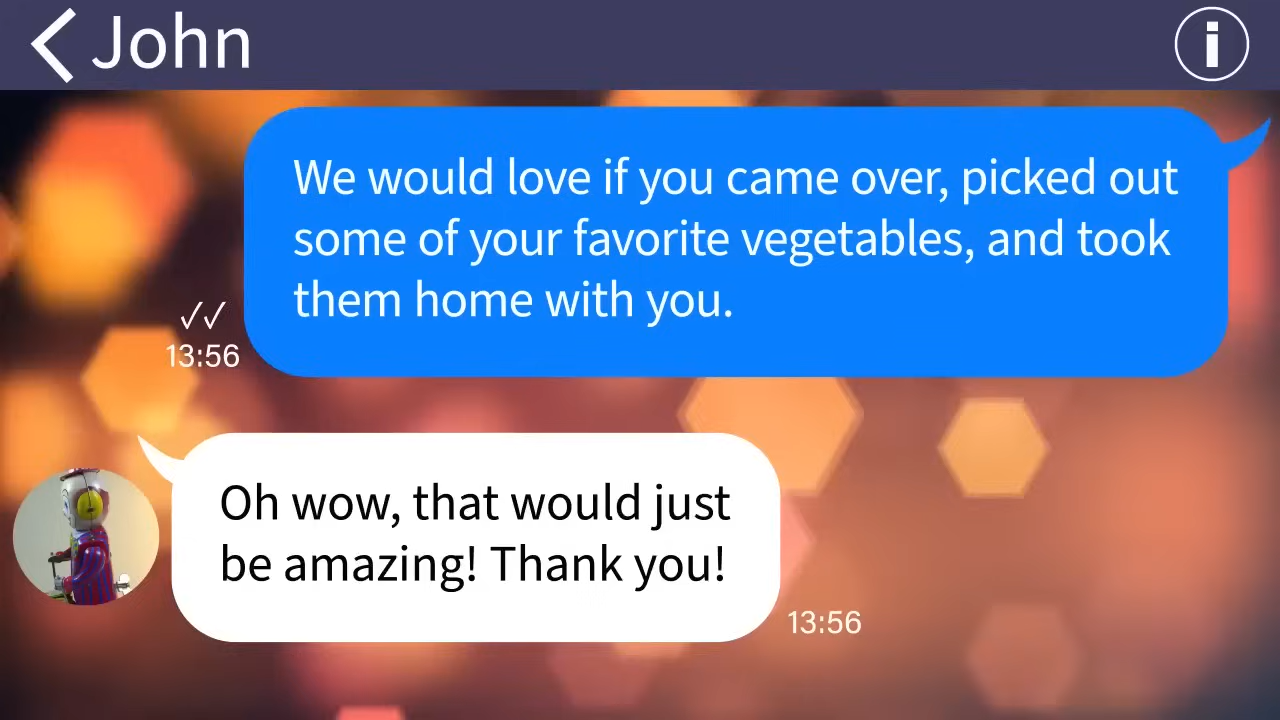 John
We would love if you came over, picked out
some of your favorite vegetables, and took
them home with you.
13:56
Oh wow, that would just
be amazing! Thank you!
13:56